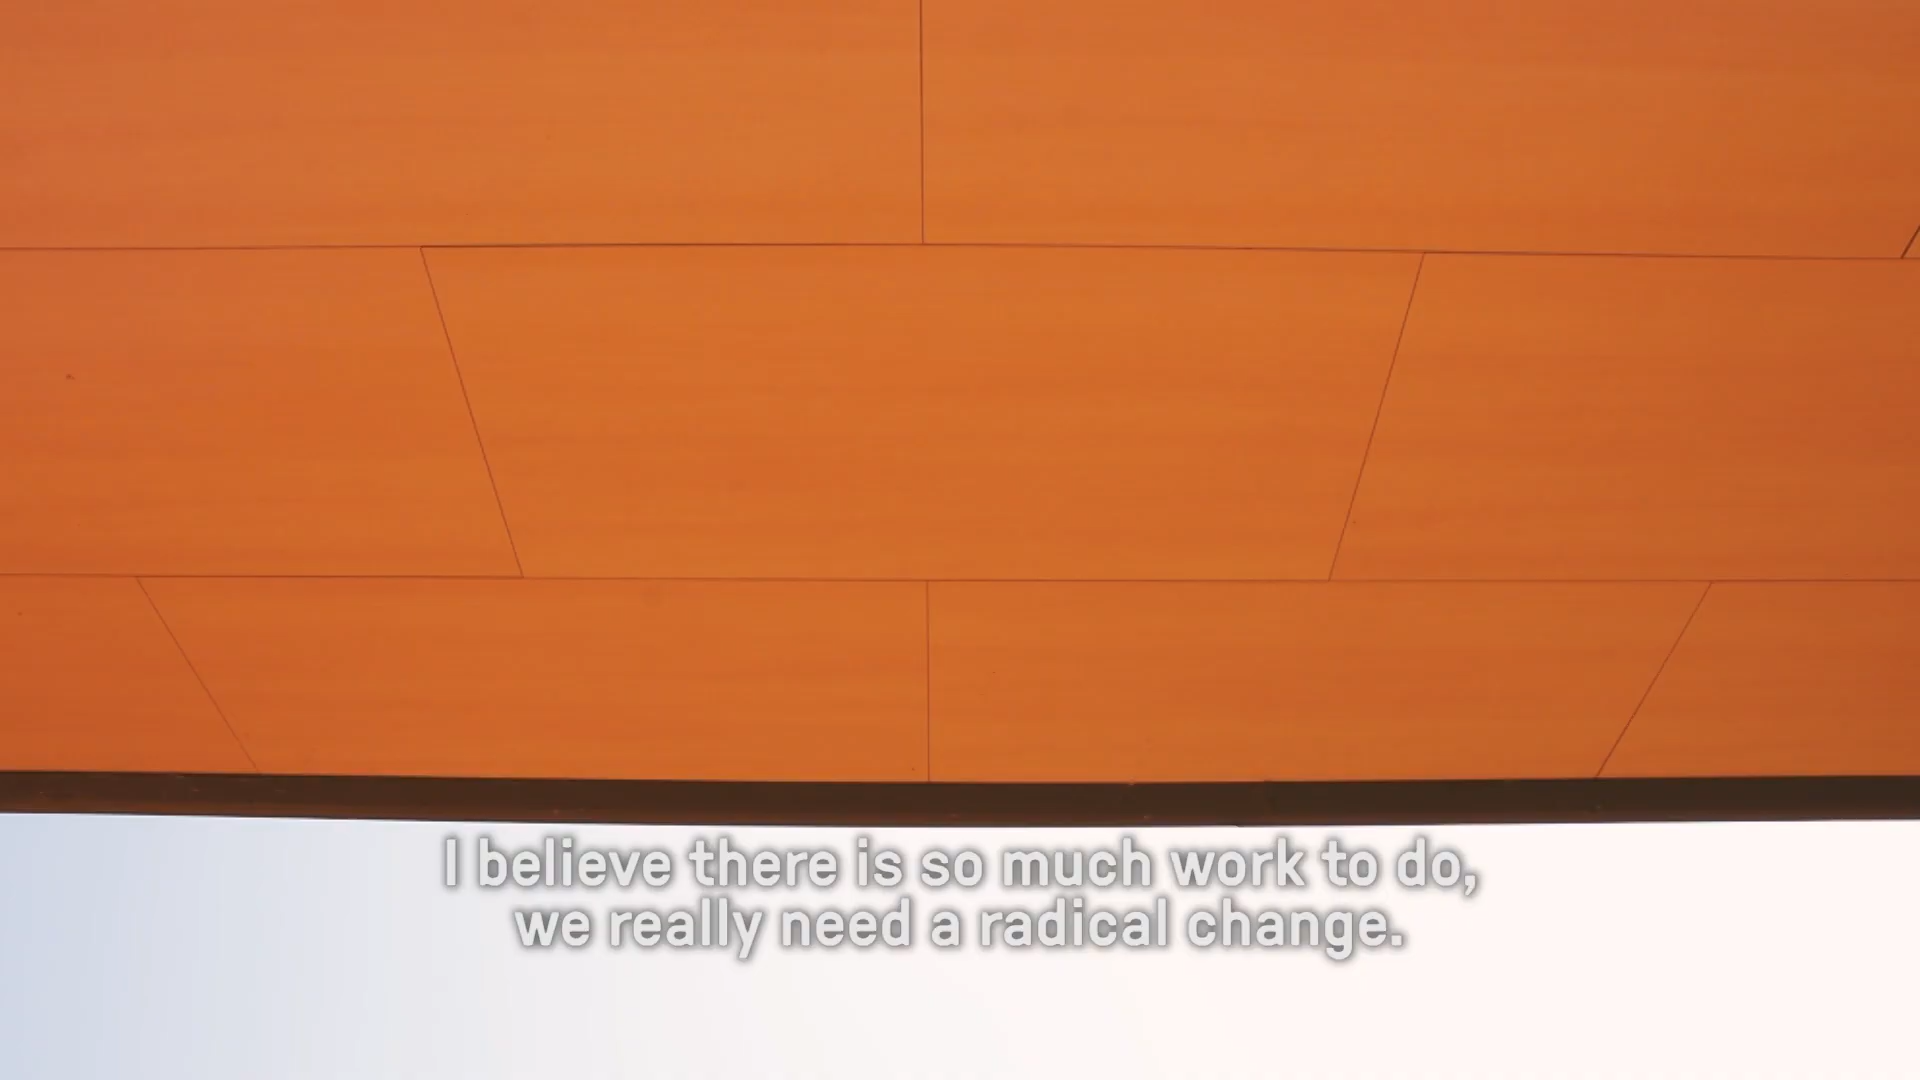 I believe there is so much work to do,
we really need a radical change.